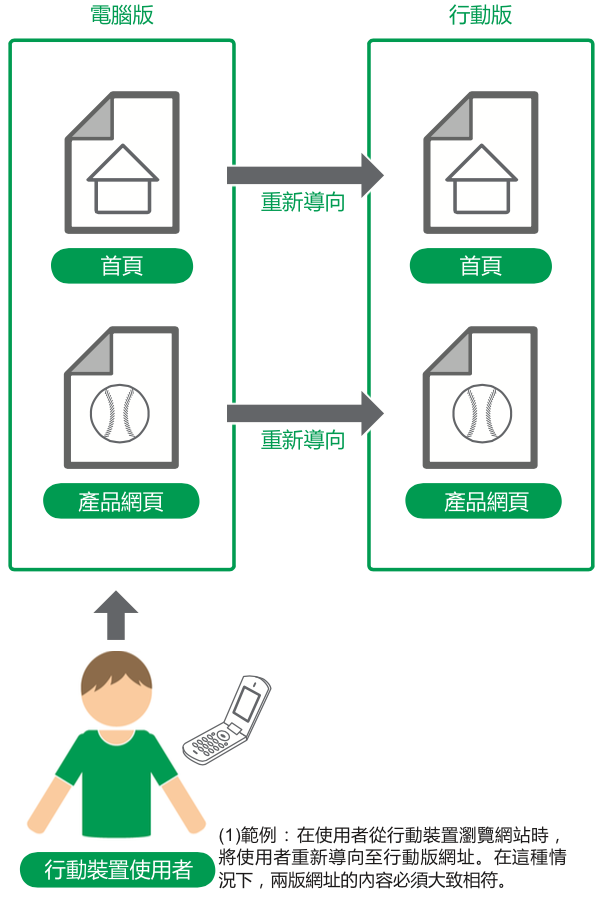 電腦版
行動版
首頁
重新導向
首頁
產品網頁
重新導向
產品網頁
行動裝置使用者
(1)範例：在使用者從行動裝置瀏覽網站時，
將使用者重新導向至行動版網址。在這種情
況下，兩版網址的內容必須大致相符。